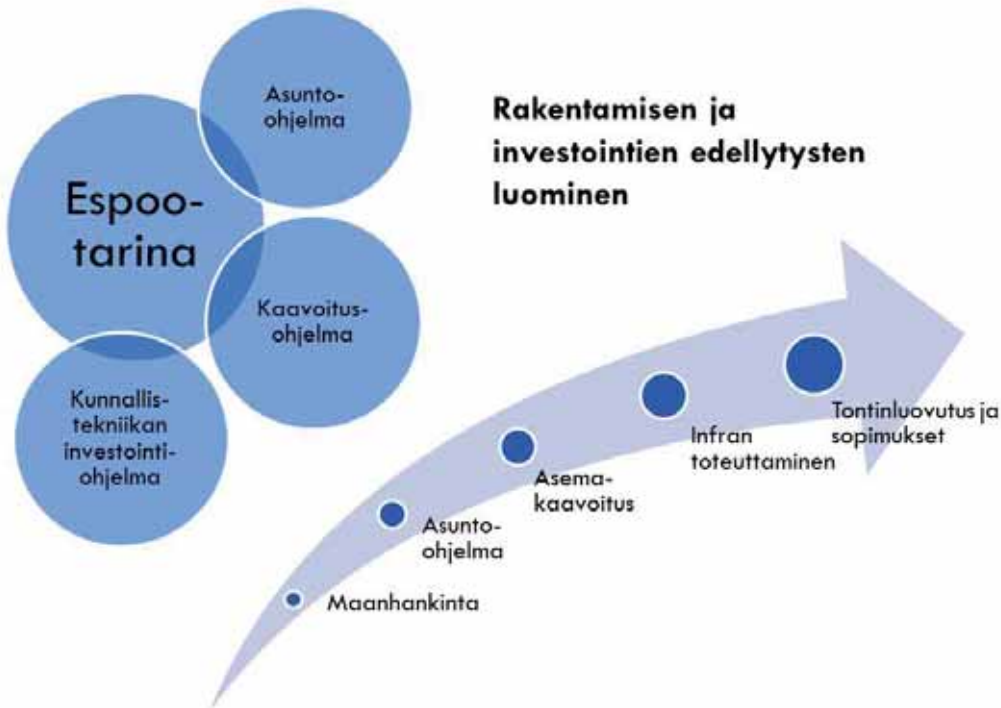 Asunto-
ohjelma
Espoo-
tarina
Kaavoitus-
ohjelma
Kunnallis-
tekniikan
investointi-
ohjelma
Rakentamisen ja
investointien edellytysten
luominen
Maanhankinta
Asunto-
ohjelma
Asema-
kaavoitus
Infran
toteuttaminen
Tontinluovutus ja
sopimukset